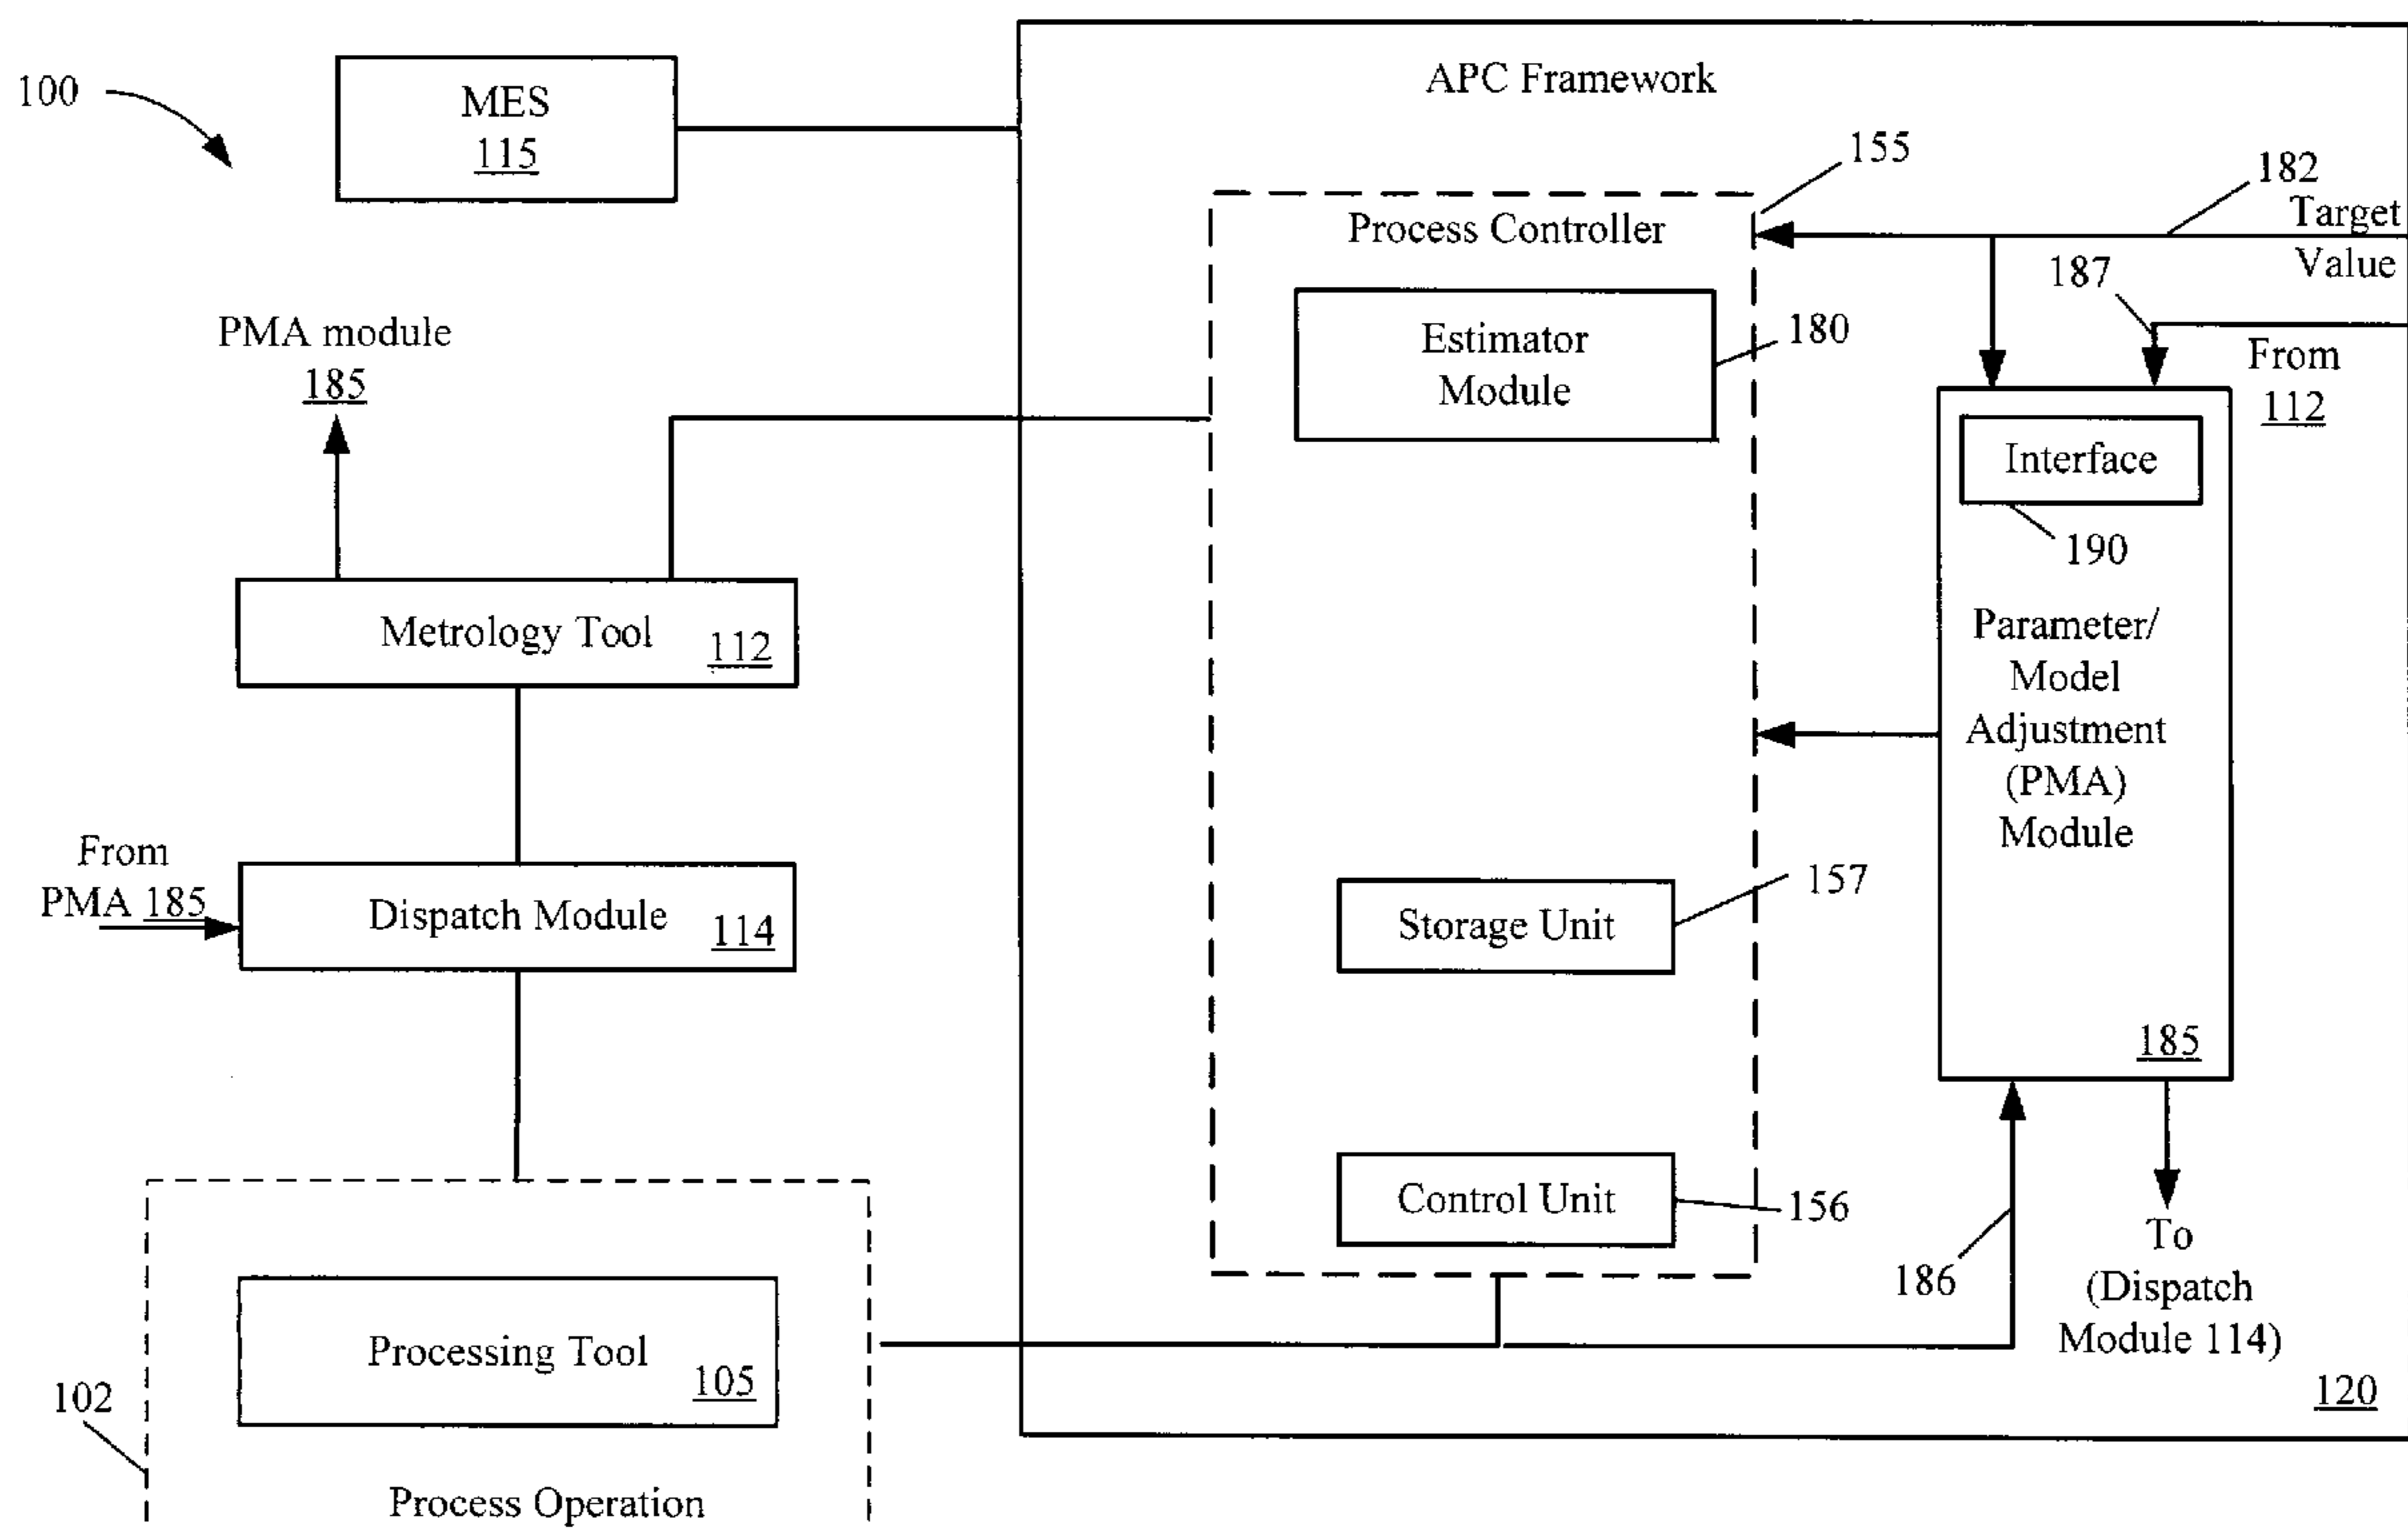 100
MES
115
APC Framework
155
182
Target
Value
187
Process Controller
PMA module
185
Estimator
Module
180
From
112
Interface
190
Metrology Tool 112
Parameter/
Model
Adjustment
(PMA)
Module
185
From
PMA 185
Dispatch Module 114
Storage Unit
157
Control Unit
156
186
To
(Dispatch
Module 114)
120
Processing Tool 105
102
Process Operation